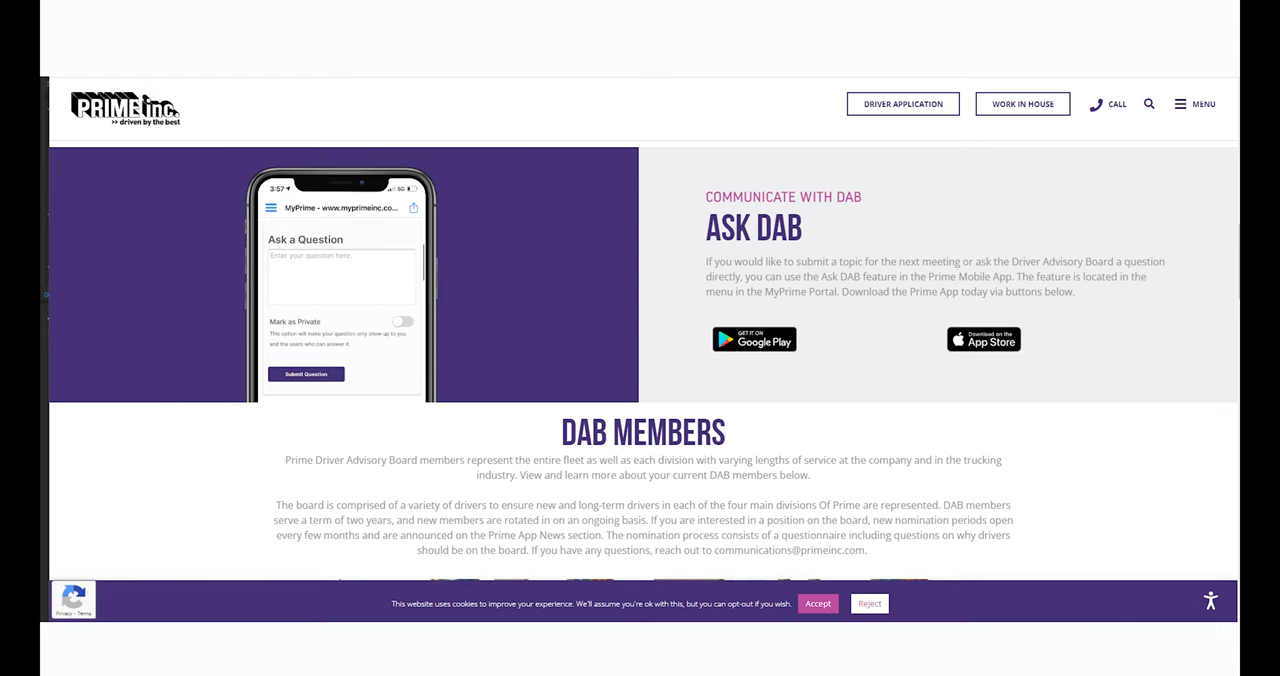 PRIME inc.
>> driven by the best
DRIVER APPLICATION
WORK IN HOUSE
CALL
MENU
3:57
5G
MyPrime - www.myprimeinc.co...
Ask a Question
Enter your question here.
Mark as Private
This option will make your question only show up to you
and the users who can answer it.
Submit Question
COMMUNICATE WITH DAB
ASK DAB
If you would like to submit a topic for the next meeting or ask the Driver Advisory Board a question
directly, you can use the Ask DAB feature in the Prime Mobile App. The feature is located in the
menu in the MyPrime Portal. Download the Prime App today via buttons below.
GET IT ON
Google Play
Download on the
App Store
DAB MEMBERS
Prime Driver Advisory Board members represent the entire fleet as well as each division with varying lengths of service at the company and in the trucking
industry. View and learn more about your current DAB members below.
The board is comprised of a variety of drivers to ensure new and long-term drivers in each of the four main divisions Of Prime are represented. DAB members
serve a term of two years, and new members are rotated in on an ongoing basis. If you are interested in a position on the board, new nomination periods open
every few months and are announced on the Prime App News section. The nomination process consists of a questionnaire including questions on why drivers
should be on the board. If you have any questions, reach out to communications@primeinc.com.
Privacy - Terms
This website uses cookies to improve your experience. We'll assume you're ok with this, but you can opt-out if you wish.
Accept
Reject